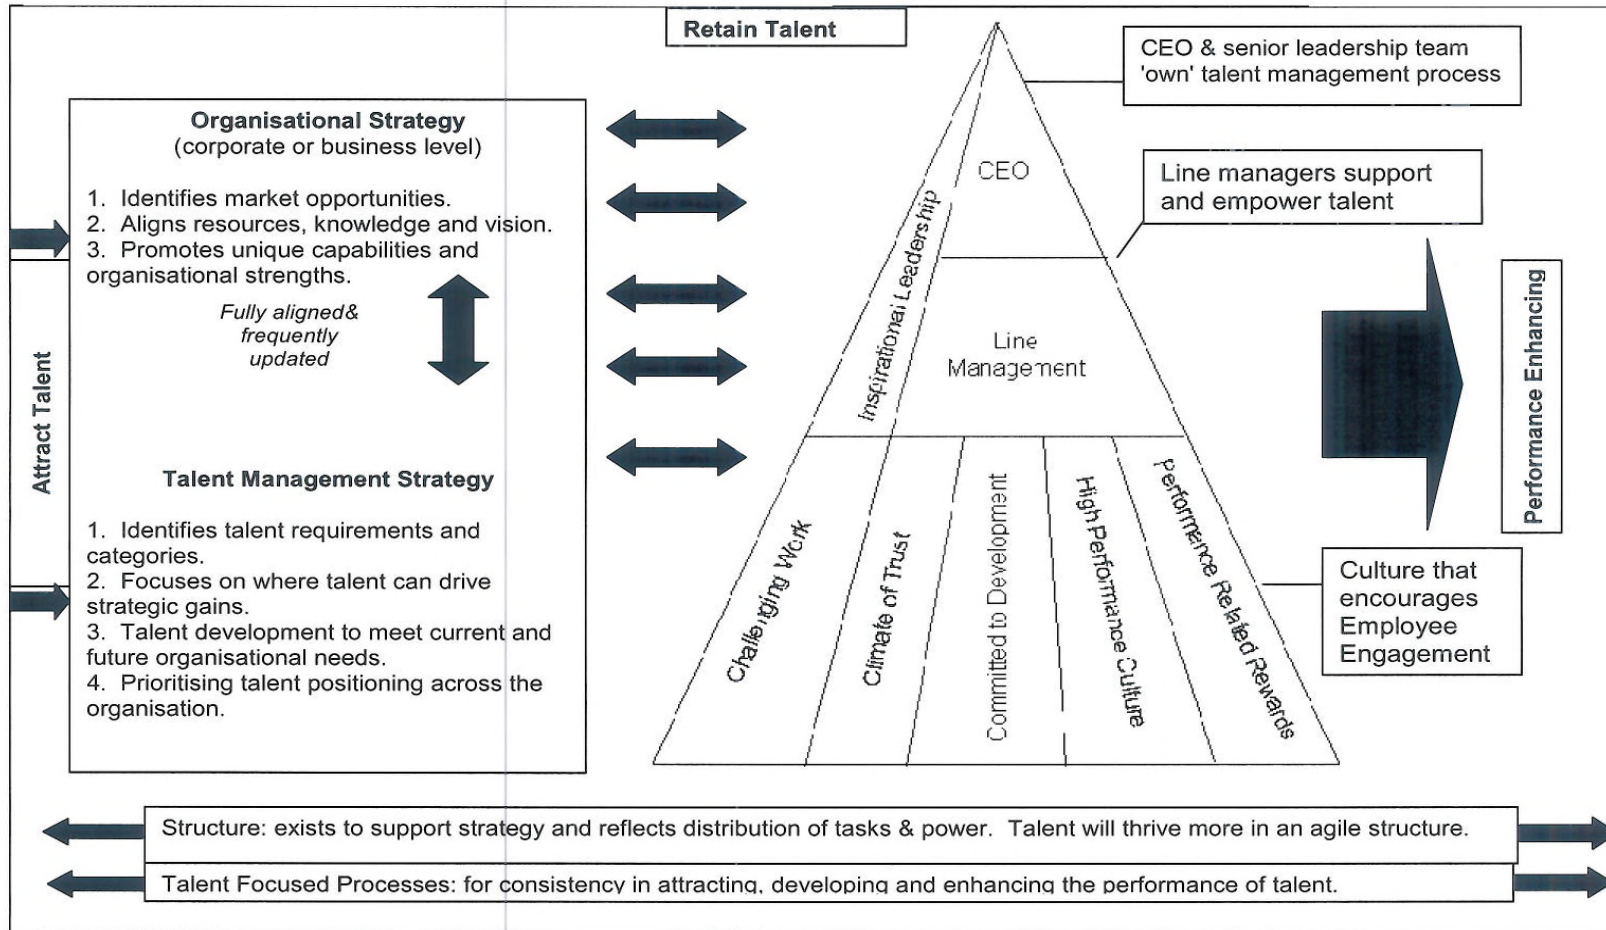 Retain Talent
CEO & senior leadership team
'own' talent management process
Organisational Strategy
(corporate or business level)
1. Identifies market opportunities.
2. Aligns resources, knowledge and vision.
3. Promotes unique capabilities and
organisational strengths.
Fully aligned&
frequently
updated
Talent Management Strategy
1. Identifies talent requirements and
categories.
2. Focuses on where talent can drive
strategic gains.
3. Talent development to meet current and
future organisational needs.
4. Prioritising talent positioning across the
organisation.
Attract Talent
CEO
Line managers support
and empower talent
Inspirational Leadership
Line
Management
Challenging Work
Climate of Trust
Committed to Development
High Performance Culture
Performance Related Rewards
Performance Enhancing
Culture that
encourages
Employee
Engagement
Structure: exists to support strategy and reflects distribution of tasks & power. Talent will thrive more in an agile structure.
Talent Focused Processes: for consistency in attracting, developing and enhancing the performance of talent.